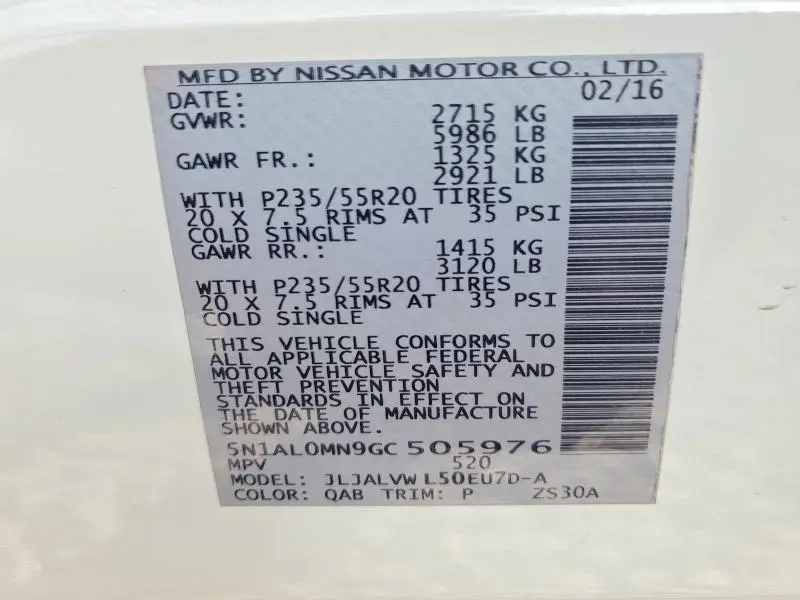 MFD BY NISSAN MOTOR CO., LTD.
DATE: 02/16
GVWR: 2715 KG
5986 LB
GAWR FR.: 1325 KG
2921 LB
WITH P235/55R20 TIRES
20 X 7.5 RIMS AT 35 PSI
COLD SINGLE
GAWR RR.: 1415 KG
3120 LB
WITH P235/55R20 TIRES
20 X 7.5 RIMS AT 35 PSI
COLD SINGLE
THIS VEHICLE CONFORMS TO
ALL APPLICABLE FEDERAL
MOTOR VEHICLE SAFETY AND
THEFT PREVENTION
STANDARDS IN EFFECT ON
THE DATE OF MANUFACTURE
SHOWN ABOVE.
5N1AL0MN9GC 505976
MPV 520
MODEL: JLJALVW L50EU7D-A
COLOR: QAB TRIM: P ZS30A